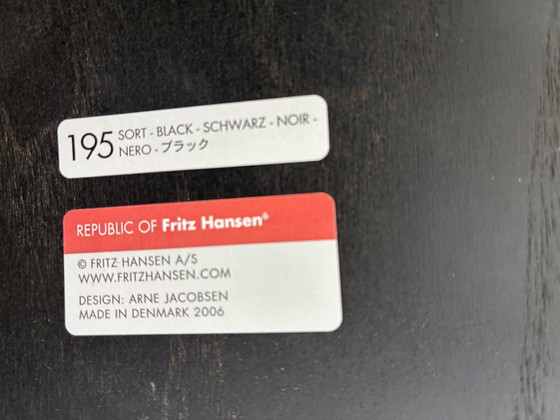 195 SORT - BLACK - SCHWARZ - NOIR -
NERO - ブラック
REPUBLIC OF Fritz Hansen®
© FRITZ HANSEN A/S
WWW.FRITZHANSEN.COM
DESIGN: ARNE JACOBSEN
MADE IN DENMARK 2006